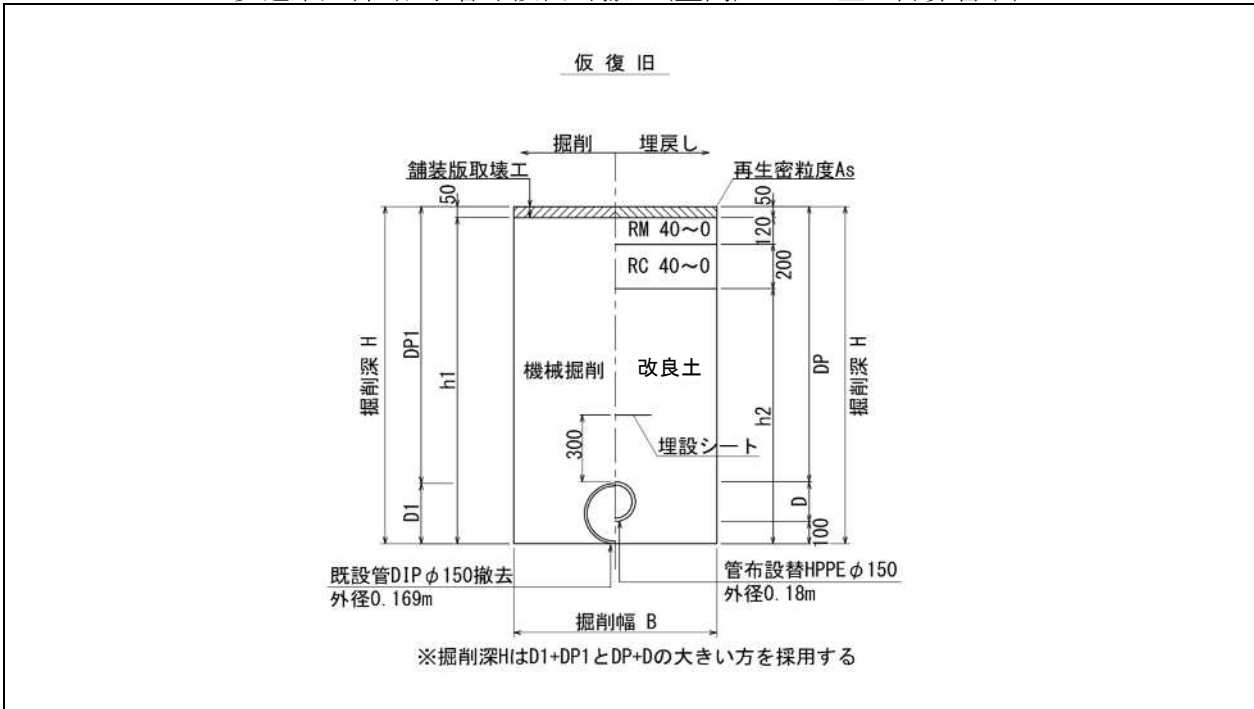 仮 復 旧
掘削 埋戻し
舗装版取壊工 再生密粒度As
50 50
RM 40～0 120
RC 40～0 200
掘削深 H DP1 h1 機械掘削 改良土 h2 DP 掘削深 H
300 埋設シート
D1 D 100
既設管DIPφ150撤去 管布設替HPPEφ150
外径0.169m 外径0.18m
掘削幅 B
※掘削深HはD1+DP1とDP+Dの大きい方を採用する